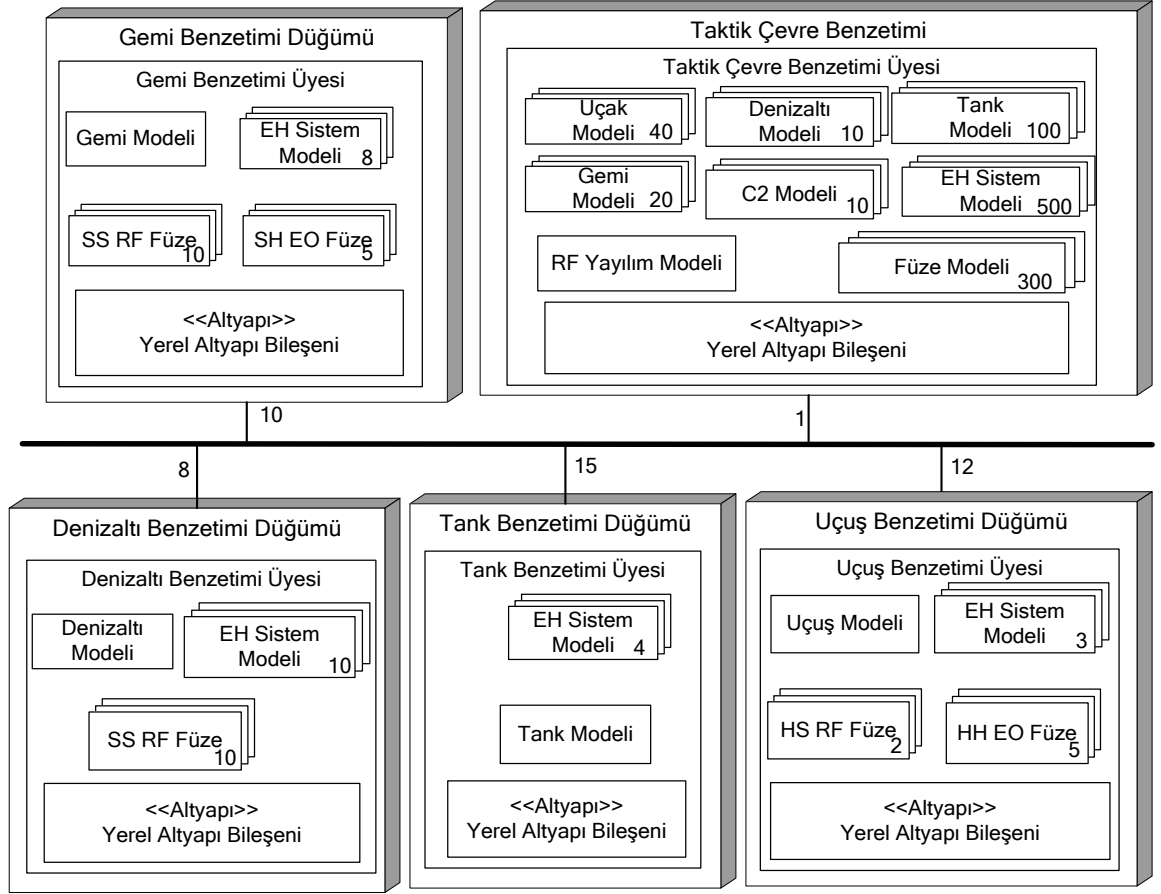 Gemi Benzetimi Düğümü
Gemi Benzetimi Üyesi
Gemi Modeli
EH Sistem
Modeli 8
SS RF Füze
10
SH EO Füze
5
<<Altyapı>>
Yerel Altyapı Bileşeni
10
Taktik Çevre Benzetimi
Taktik Çevre Benzetimi Üyesi
Uçak
Modeli 40
Denizaltı
Modeli 10
Tank
Modeli 100
Gemi
Modeli 20
C2 Modeli
10
EH Sistem
Modeli 500
RF Yayılım Modeli
Füze Modeli
300
<<Altyapı>>
Yerel Altyapı Bileşeni
1
8
Denizaltı Benzetimi Düğümü
Denizaltı Benzetimi Üyesi
Denizaltı
Modeli
EH Sistem
Modeli 10
SS RF Füze
10
<<Altyapı>>
Yerel Altyapı Bileşeni
15
Tank Benzetimi Düğümü
Tank Benzetimi Üyesi
EH Sistem
Modeli 4
Tank Modeli
<<Altyapı>>
Yerel Altyapı Bileşeni
12
Uçuş Benzetimi Düğümü
Uçuş Benzetimi Üyesi
Uçuş Modeli
EH Sistem
Modeli 3
HS RF Füze
2
HH EO Füze
5
<<Altyapı>>
Yerel Altyapı Bileşeni